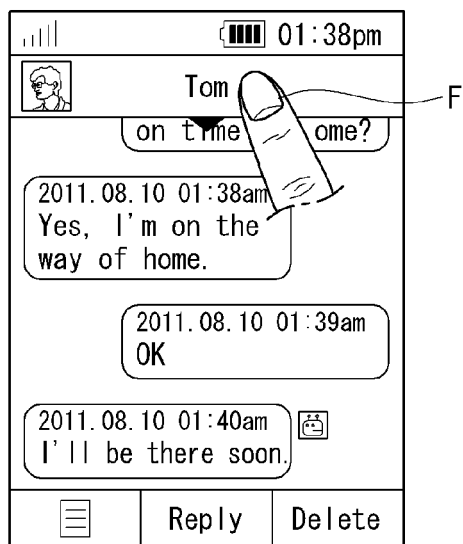 01:38pm
Tom
F
on time ome?
2011.08.10 01:38am
Yes, I'm on the
way of home.
2011.08.10 01:39am
OK
2011.08.10 01:40am
I'll be there soon.
Reply Delete